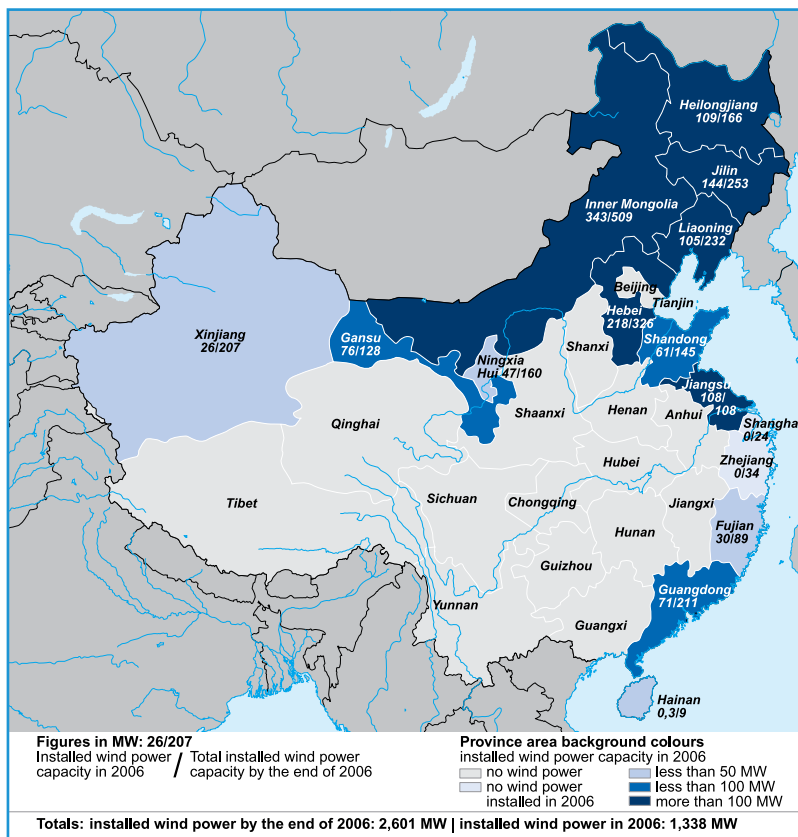 Heilongjiang
109/166
Jilin
144/253
Inner Mongolia
343/509
Liaoning
105/232
Beijing
Tianjin
Hebei
218/326
Xinjiang
26/207
Gansu
76/128
Shandong
61/145
Shanxi
Ningxia
Hui 47/160
Jiangsu
108/
108
Qinghai
Shaanxi
Henan
Anhui
Shanghai
0/24
Hubei
Zhejiang
0/34
Tibet
Sichuan
Chongqing
Jiangxi
Fujian
30/89
Hunan
Guizhou
Guangdong
71/211
Yunnan
Guangxi
Hainan
0,3/9
Figures in MW: 26/207
Installed wind power
capacity in 2006
/
Total installed wind power
capacity by the end of 2006
Province area background colours
installed wind power capacity in 2006
no wind power
no wind power
installed in 2006
less than 50 MW
less than 100 MW
more than 100 MW
Totals: installed wind power by the end of 2006: 2,601 MW | installed wind power in 2006: 1,338 MW